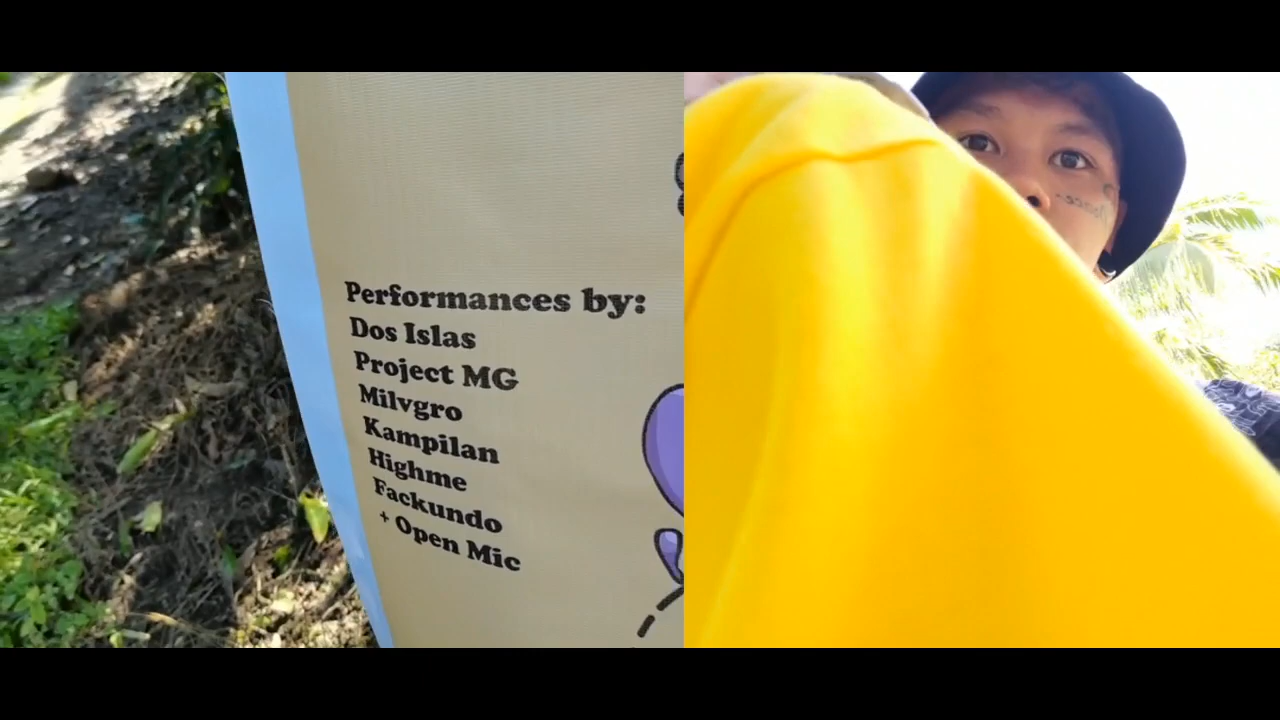 Performances by:
Dos Islas
Project MG
Milvgro
Kampilan
Highme
Fackundo
+ Open Mic